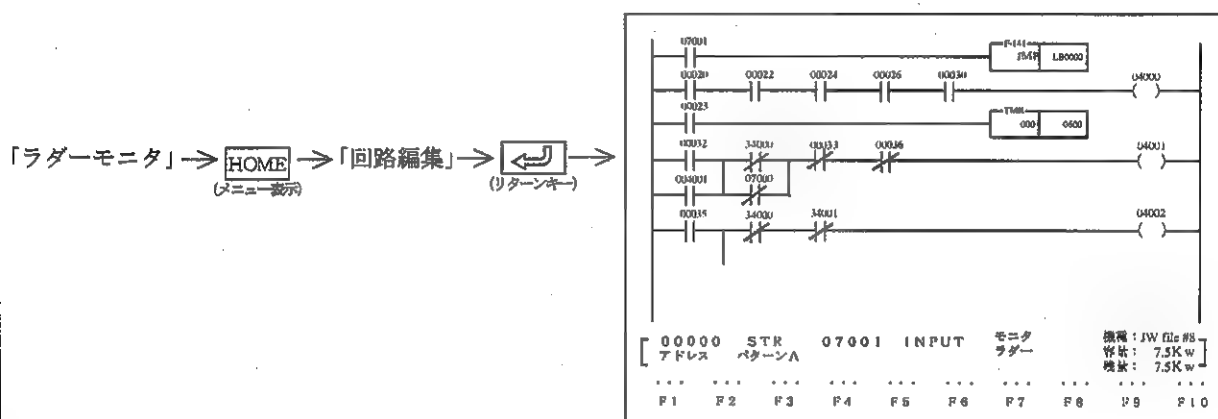 「ラダーモニタ」→ HOME →「回路編集」→ ⏎ →
(メニュー表示)
(リターンキー)
07001
F-141
JMP LB0000
00020 00022 00024 00026 00030 04000
00023
TMR
000 0600
00032 34000 00033 00036 04001
004001 07000
00035 34000 34001 04002
00000 STR 07001 INPUT モニタ 機種:JW file #8
アドレス パターンA ラダー 容量: 7.5Kw
残量: 7.5Kw
... ... ... ... ... ... ... ... ... ...
F1 F2 F3 F4 F5 F6 F7 F8 F9 F10